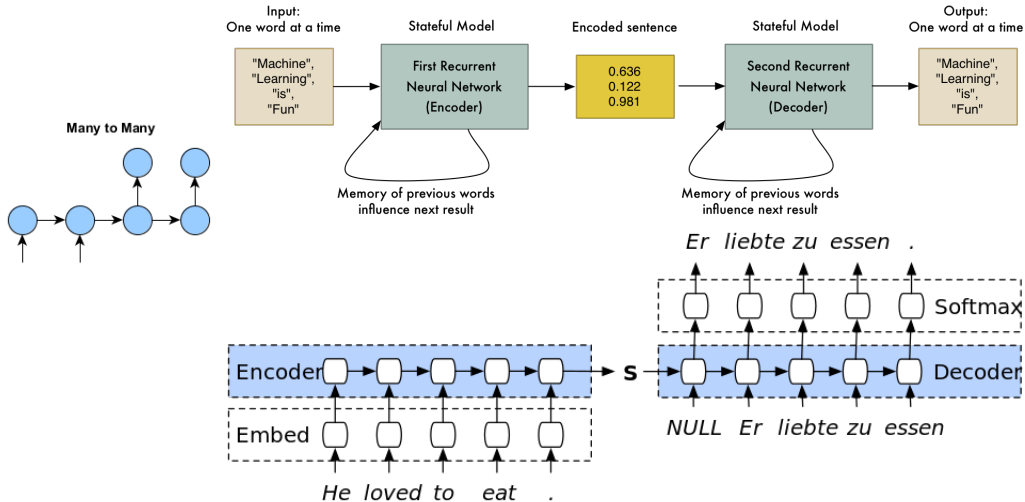 Input:
One word at a time
Stateful Model
Encoded sentence
Stateful Model
Output:
One word at a time
"Machine",
"Learning",
"is",
"Fun"
First Recurrent
Neural Network
(Encoder)
0.636
0.122
0.981
Second Recurrent
Neural Network
(Decoder)
"Machine",
"Learning",
"is",
"Fun"
Memory of previous words
influence next result
Memory of previous words
influence next result
Many to Many
Er liebte zu essen .
Softmax
Encoder
S
Decoder
Embed
NULL Er liebte zu essen
He loved to eat .